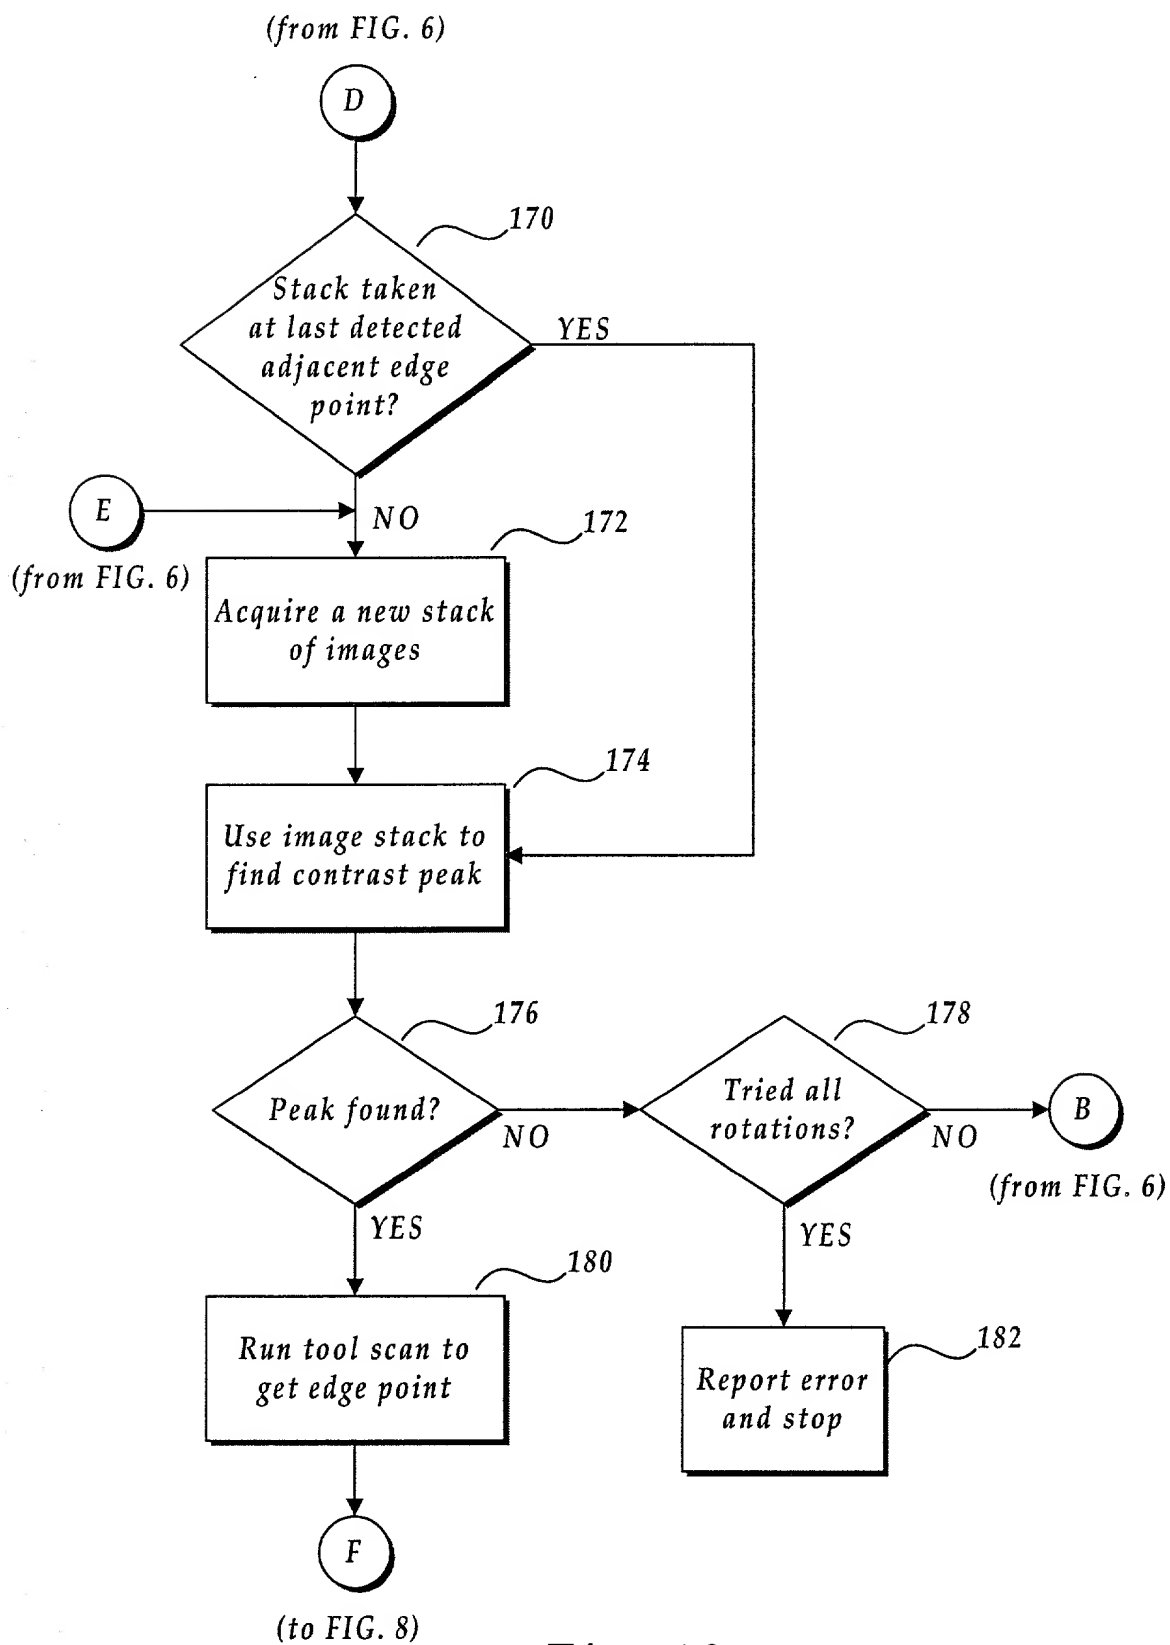 (from FIG. 6)
D
170
Stack taken
at last detected
adjacent edge
point?
YES
E
(from FIG. 6)
NO
172
Acquire a new stack
of images
174
Use image stack to
find contrast peak
176
Peak found?
NO
178
Tried all
rotations?
NO
B
(from FIG. 6)
YES
YES
180
Run tool scan to
get edge point
182
Report error
and stop
F
(to FIG. 8)